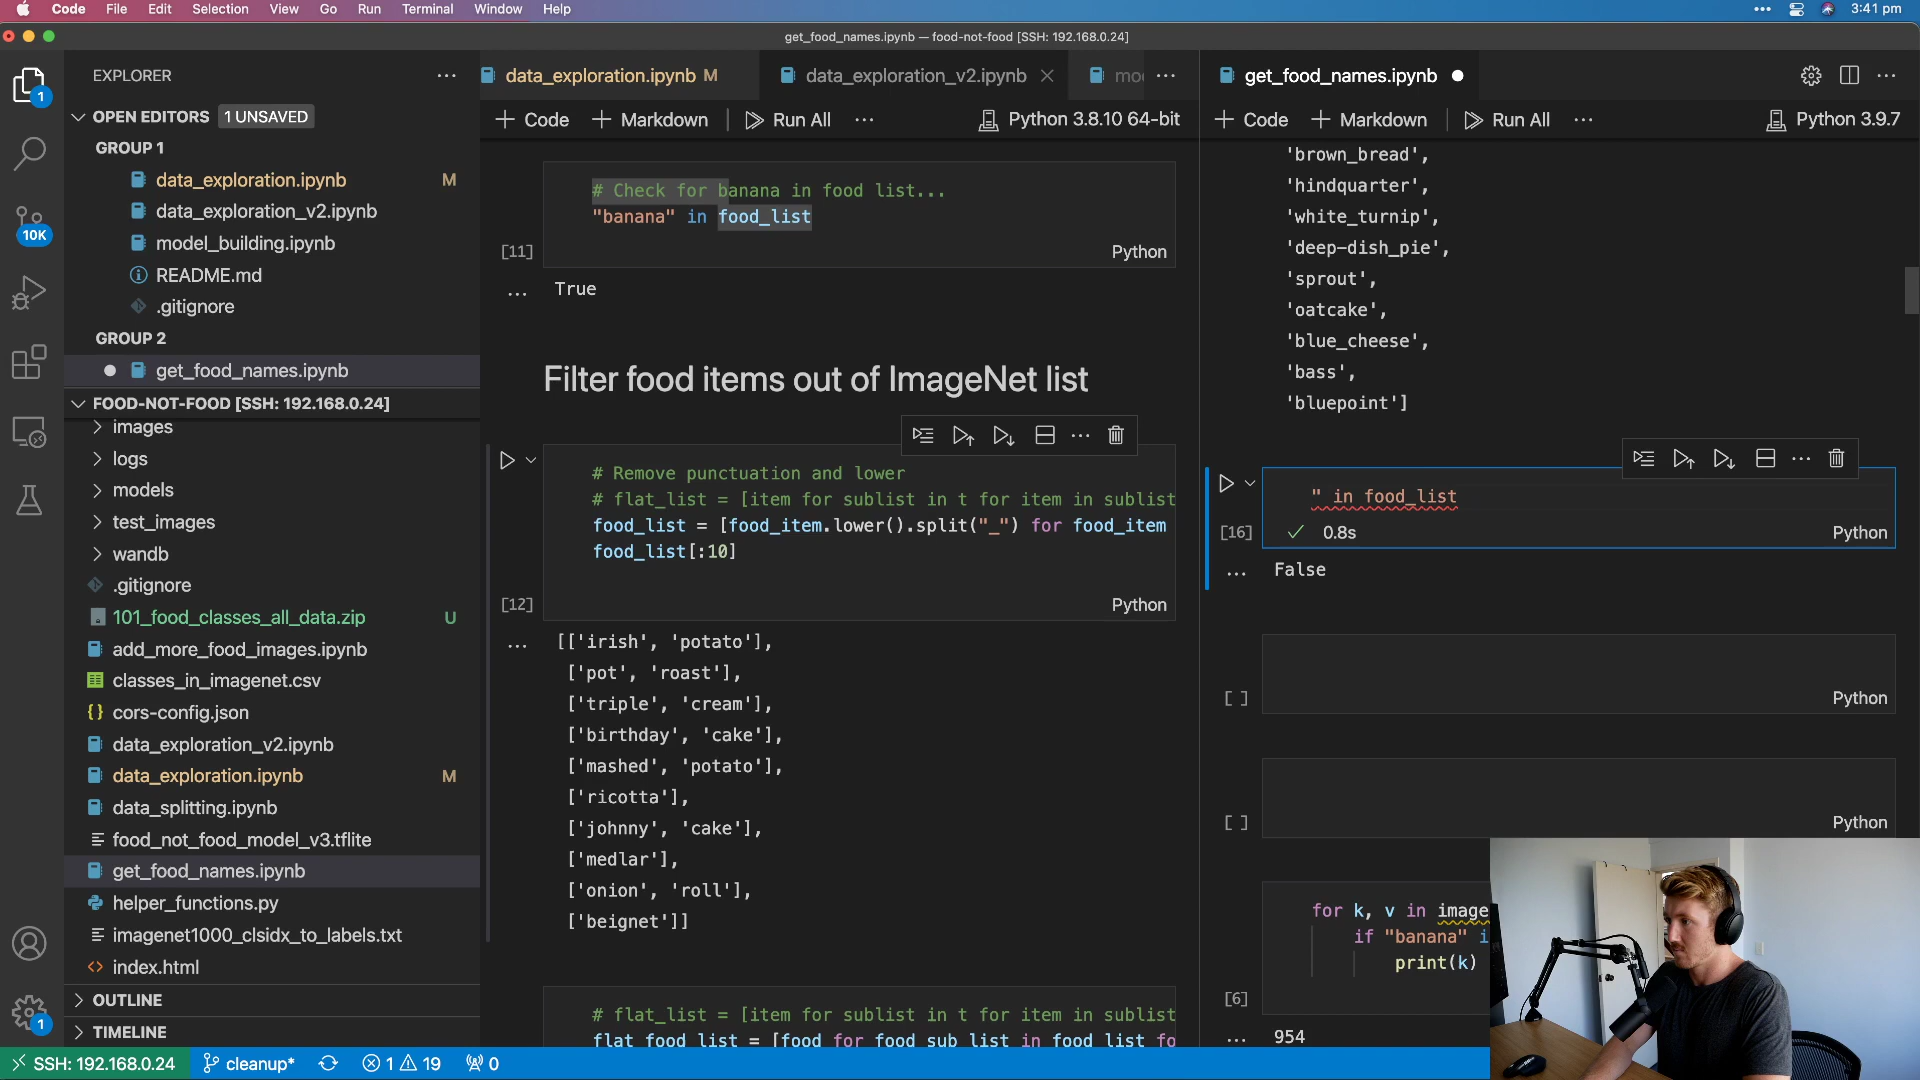 Code File Edit Selection View Go Run Terminal Window Help
3:41 pm
get_food_names.ipynb — food-not-food [SSH: 192.168.0.24]
EXPLORER
OPEN EDITORS 1 UNSAVED
GROUP 1
data_exploration.ipynb M
data_exploration_v2.ipynb
model_building.ipynb
README.md
.gitignore
GROUP 2
get_food_names.ipynb
FOOD-NOT-FOOD [SSH: 192.168.0.24]
images
logs
models
test_images
wandb
.gitignore
101_food_classes_all_data.zip U
add_more_food_images.ipynb
classes_in_imagenet.csv
cors-config.json
data_exploration_v2.ipynb
data_exploration.ipynb M
data_splitting.ipynb
food_not_food_model_v3.tflite
get_food_names.ipynb
helper_functions.py
imagenet1000_clsidx_to_labels.txt
index.html
OUTLINE
TIMELINE
1
10K
1
data_exploration.ipynb M
data_exploration_v2.ipynb
mo
Code Markdown Run All Python 3.8.10 64-bit
# Check for banana in food list...
"banana" in food_list
[11] Python
True
Filter food items out of ImageNet list
# Remove punctuation and lower
# flat_list = [item for sublist in t for item in sublist
food_list = [food_item.lower().split("_") for food_item
food_list[:10]
[12] Python
[['irish', 'potato'],
['pot', 'roast'],
['triple', 'cream'],
['birthday', 'cake'],
['mashed', 'potato'],
['ricotta'],
['johnny', 'cake'],
['medlar'],
['onion', 'roll'],
['beignet']]
# flat_list = [item for sublist in t for item in sublist
flat_food_list = [food for food_sub_list in food_list fo
get_food_names.ipynb
Code Markdown Run All Python 3.9.7
'brown_bread',
'hindquarter',
'white_turnip',
'deep-dish_pie',
'sprout',
'oatcake',
'blue_cheese',
'bass',
'bluepoint']
" in food_list
[16] 0.8s Python
False
[ ] Python
[ ] Python
for k, v in image
if "banana" i
print(k)
[6]
954
SSH: 192.168.0.24 cleanup* 1 19 0